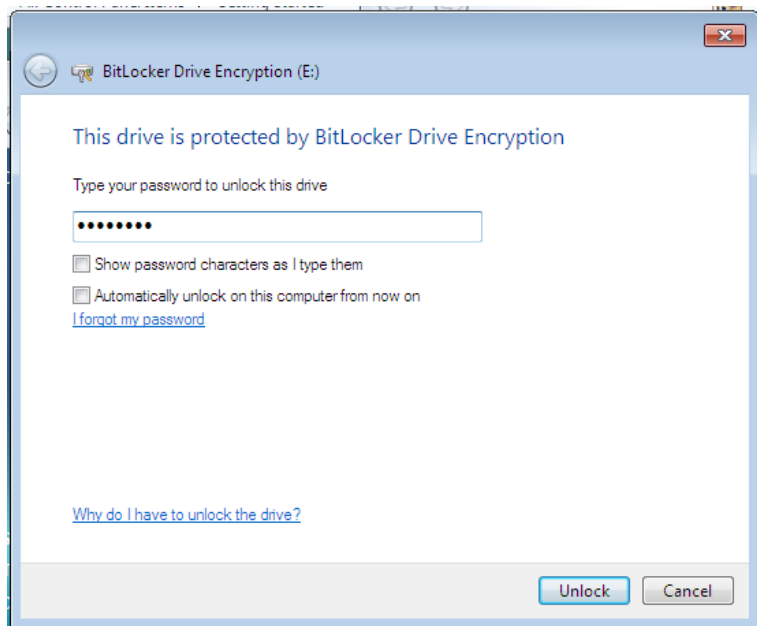 BitLocker Drive Encryption (E:)
This drive is protected by BitLocker Drive Encryption
Type your password to unlock this drive
••••••••
Show password characters as I type them
Automatically unlock on this computer from now on
I forgot my password
Why do I have to unlock the drive?
Unlock
Cancel